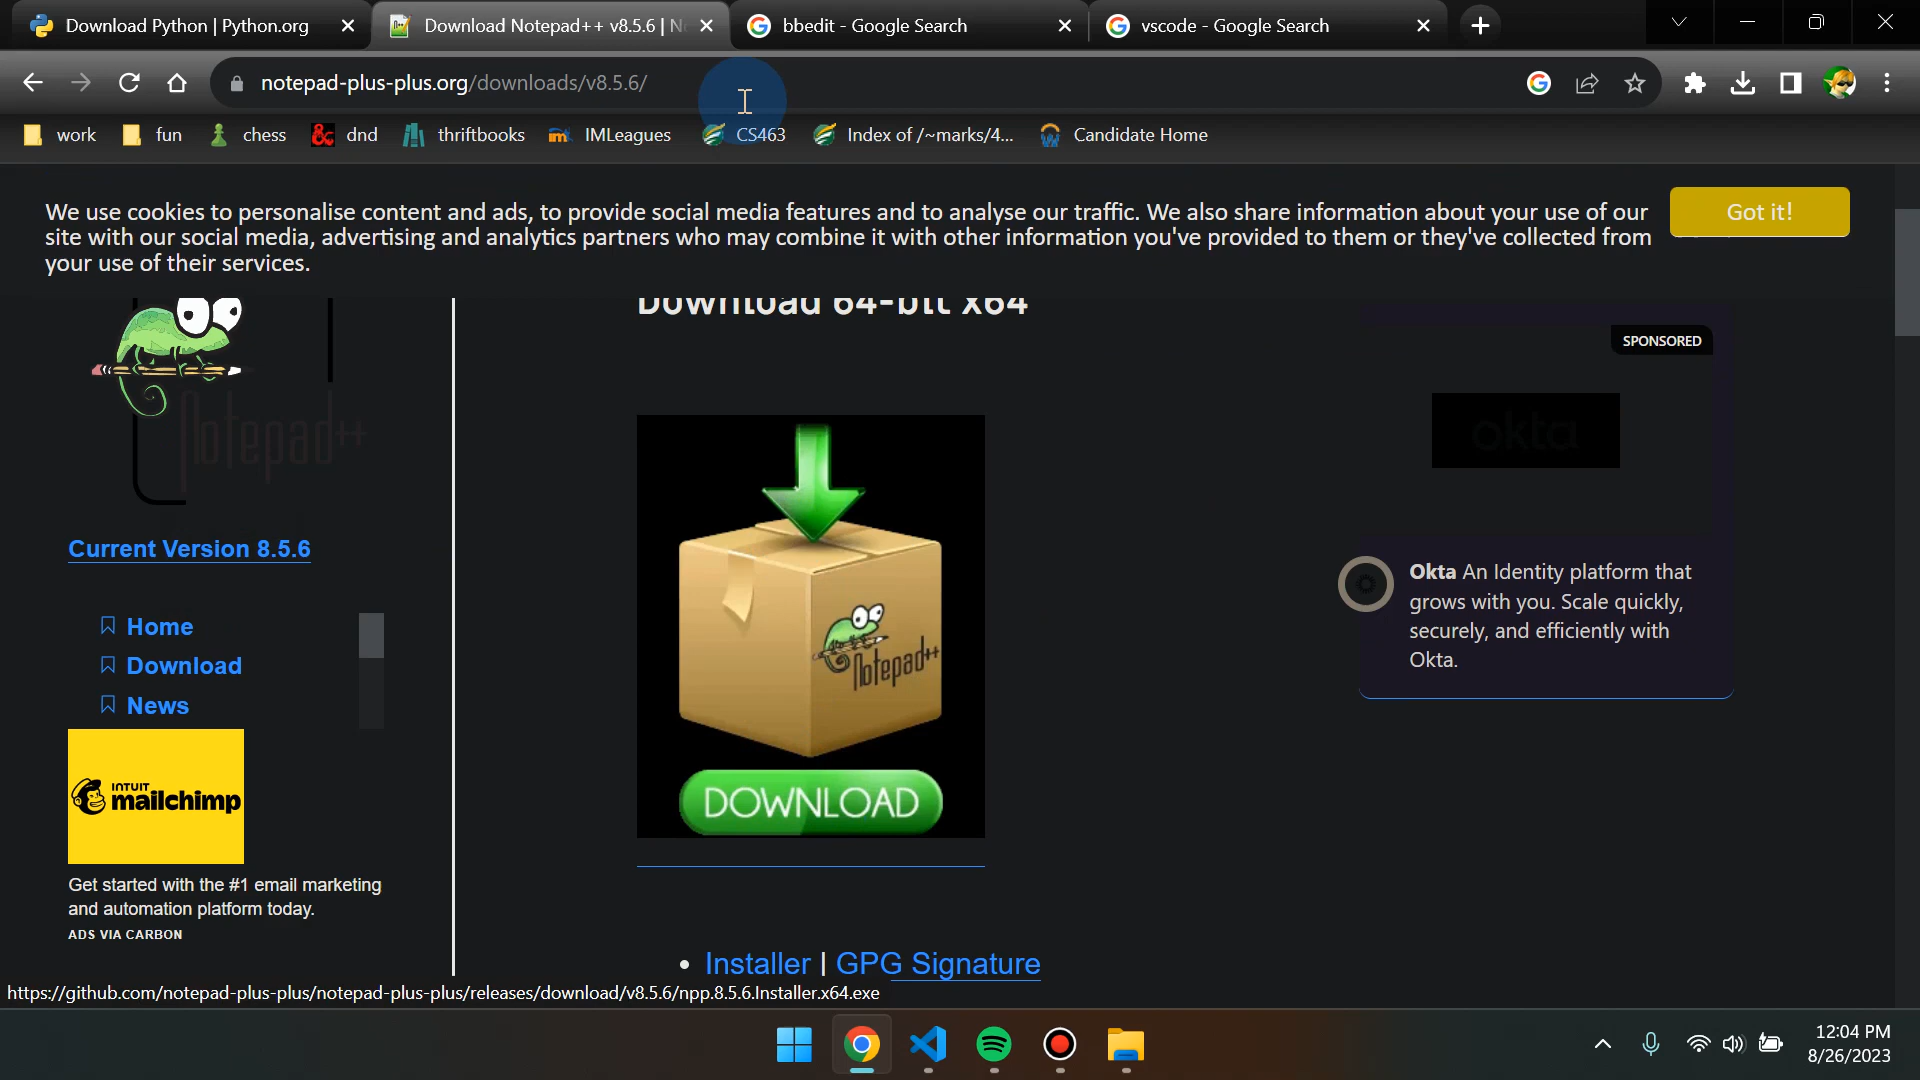 Download Python | Python.org
Download Notepad++ v8.5.6 | N
bbedit - Google Search
vscode - Google Search
notepad-plus-plus.org/downloads/v8.5.6/
work
fun
chess
dnd
thriftbooks
IMLeagues
CS463
Index of /~marks/4...
Candidate Home
We use cookies to personalise content and ads, to provide social media features and to analyse our traffic. We also share information about your use of our
site with our social media, advertising and analytics partners who may combine it with other information you've provided to them or they've collected from
your use of their services.
Got it!
Download 64-bit x64
SPONSORED
okta
Notepad++
Current Version 8.5.6
Home
Download
News
Notepad++
DOWNLOAD
Okta An Identity platform that
grows with you. Scale quickly,
securely, and efficiently with
Okta.
INTUIT
mailchimp
Get started with the #1 email marketing
and automation platform today.
ADS VIA CARBON
Installer | GPG Signature
https://github.com/notepad-plus-plus/notepad-plus-plus/releases/download/v8.5.6/npp.8.5.6.Installer.x64.exe
12:04 PM
8/26/2023